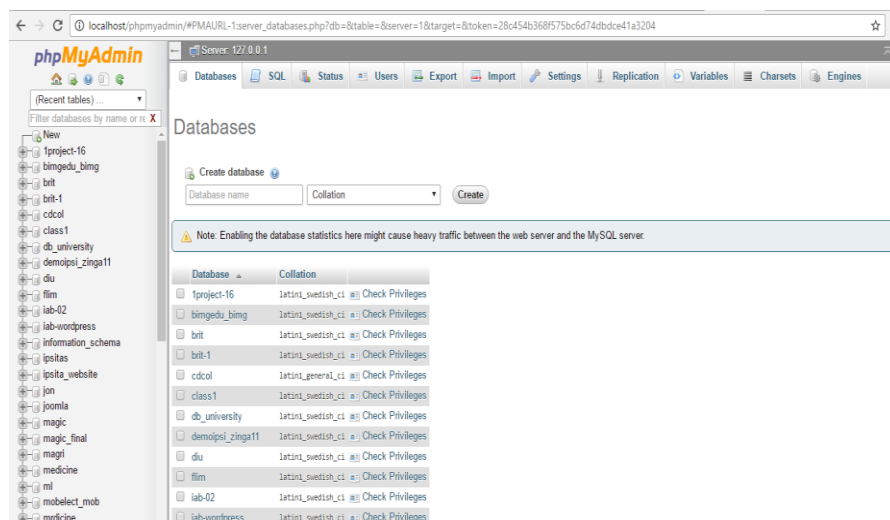 localhost/phpmyadmin/#PMAURL-1:server_databases.php?db=&table=&server=1&target=&token=28c454b368f575bc6d74dbdce41a3204
phpMyAdmin
(Recent tables) ...
Filter databases by name or re X
New
1project-16
bimgedu_bimg
brit
brit-1
cdcol
class1
db_university
demoipsi_zinga11
diu
flim
iab-02
iab-wordpress
information_schema
ipsitas
ipsita_website
jon
joomla
magic
magic_final
magri
medicine
ml
mobelect_mob
mrdicine
Server: 127.0.0.1
Databases SQL Status Users Export Import Settings Replication Variables Charsets Engines
Databases
Create database
Database name Collation Create
Note: Enabling the database statistics here might cause heavy traffic between the web server and the MySQL server.
Database Collation
1project-16 latin1_swedish_ci Check Privileges
bimgedu_bimg latin1_swedish_ci Check Privileges
brit latin1_swedish_ci Check Privileges
brit-1 latin1_swedish_ci Check Privileges
cdcol latin1_general_ci Check Privileges
class1 latin1_swedish_ci Check Privileges
db_university latin1_swedish_ci Check Privileges
demoipsi_zinga11 latin1_swedish_ci Check Privileges
diu latin1_swedish_ci Check Privileges
flim latin1_swedish_ci Check Privileges
iab-02 latin1_swedish_ci Check Privileges
iab-wordpress latin1_swedish_ci Check Privileges